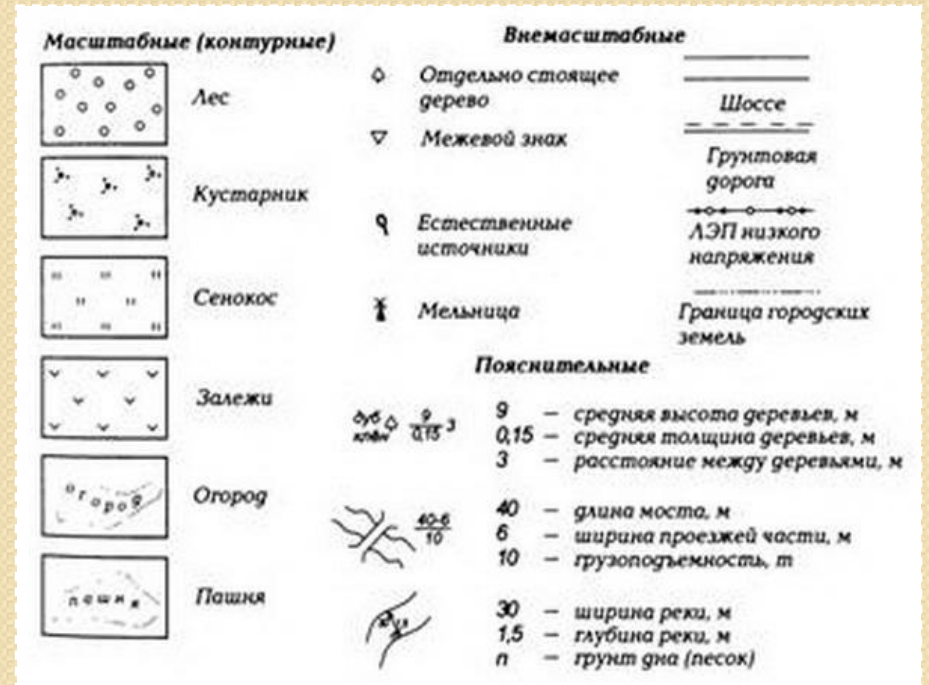 Масштабные (контурные)
Лес
Кустарник
Сенокос
Залежи
Огород
огород
Пашня
пашня
Внемасштабные
Отдельно стоящее
дерево
Межевой знак
Естественные
источники
Мельница
Шоссе
Грунтовая
дорога
ЛЭП низкого
напряжения
Граница городских
земель
Пояснительные
дуб
клён
9
0,15 3
9 – средняя высота деревьев, м
0,15 – средняя толщина деревьев, м
3 – расстояние между деревьями, м
40-6
10
40 – длина моста, м
6 – ширина проезжей части, м
10 – грузоподъемность, т
30 – ширина реки, м
1,5 – глубина реки, м
п – грунт дна (песок)